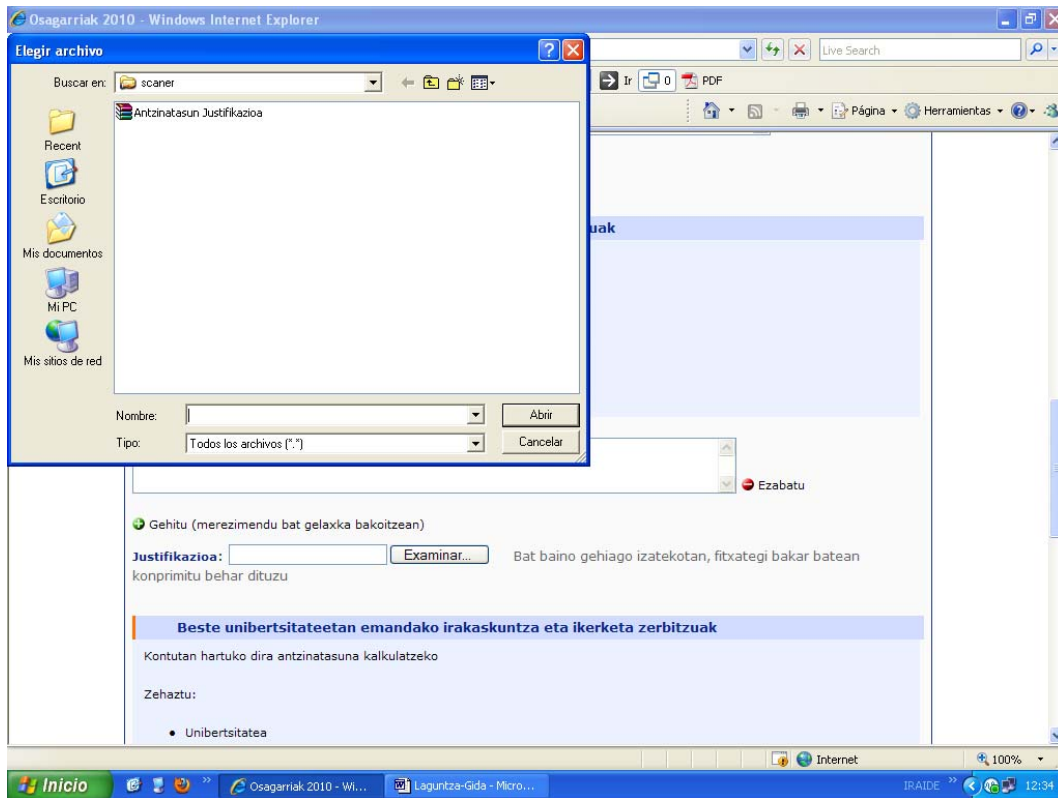 Osagarriak 2010 - Windows Internet Explorer
Elegir archivo
Live Search
Buscar en:
scaner
Ir
0
PDF
Página
Herramientas
Antzinatasun Justifikazioa
Recent
Escritorio
Mis documentos
Mi PC
Mis sitios de red
uak
Nombre:
Abrir
Tipo:
Todos los archivos (*.*)
Cancelar
Ezabatu
Gehitu (merezimendu bat gelaxka bakoitzean)
Justifikazioa:
Examinar...
Bat baino gehiago izatekotan, fitxategi bakar batean
konprimitu behar dituzu
Beste unibertsitateetan emandako irakaskuntza eta ikerketa zerbitzuak
Kontutan hartuko dira antzinatasuna kalkulatzeko
Zehaztu:
• Unibertsitatea
Internet
100%
Inicio
Osagarriak 2010 - Wi...
Laguntza-Gida - Micro...
IRAIDE
12:34